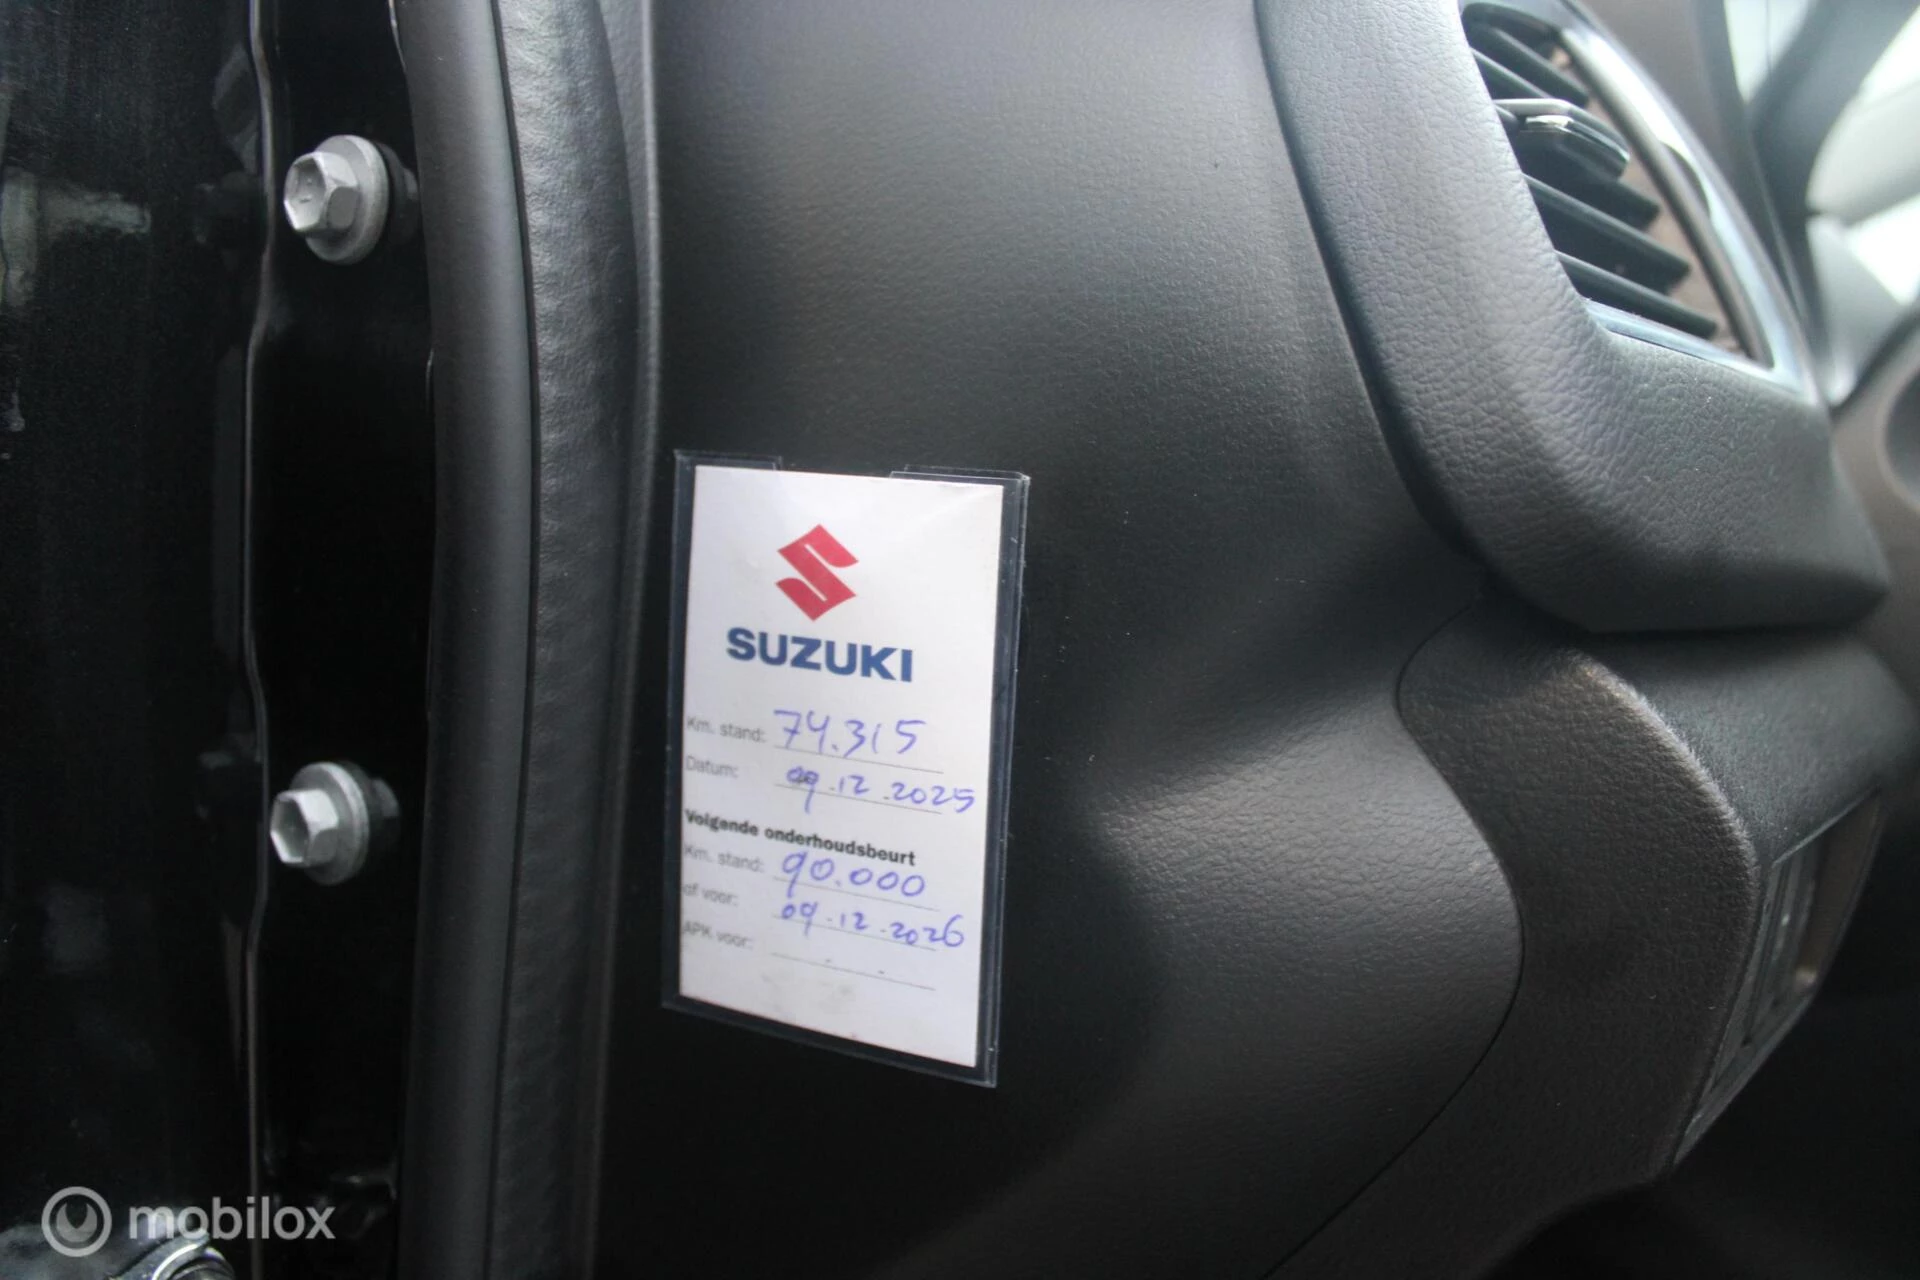 SUZUKI
Km. stand: 74.315
Datum: 09.12.2025
Volgende onderhoudsbeurt
Km. stand: 90.000
of voor: 09.12.2026
APK voor:
mobilox